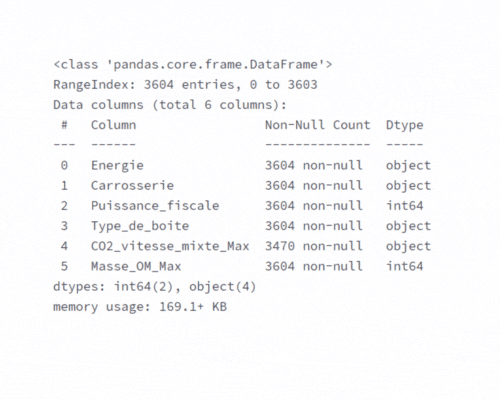 <class 'pandas.core.frame.DataFrame'>
RangeIndex: 3604 entries, 0 to 3603
Data columns (total 6 columns):
 #   Column               Non-Null Count  Dtype
---  ------               --------------  -----
 0   Energie              3604 non-null   object
 1   Carrosserie          3604 non-null   object
 2   Puissance_fiscale    3604 non-null   int64
 3   Type_de_boite        3604 non-null   object
 4   CO2_vitesse_mixte_Max  3470 non-null   object
 5   Masse_OM_Max         3604 non-null   int64
dtypes: int64(2), object(4)
memory usage: 169.1+ KB